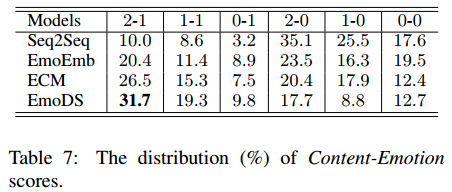 Models 2-1 1-1 0-1 2-0 1-0 0-0
Seq2Seq 10.0 8.6 3.2 35.1 25.5 17.6
EmoEmb 20.4 11.4 8.9 23.5 16.3 19.5
ECM 26.5 15.3 7.5 20.4 17.9 12.4
EmoDS 31.7 19.3 9.8 17.7 8.8 12.7
Table 7: The distribution (%) of Content-Emotion
scores.